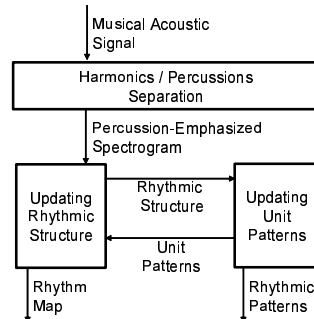 Musical Acoustic
Signal
Harmonics / Percussions
Separation
Percussion-Emphasized
Spectrogram
Updating
Rhythmic
Structure
Rhythmic
Structure
Unit
Patterns
Updating
Unit
Patterns
Rhythm
Map
Rhythmic
Patterns